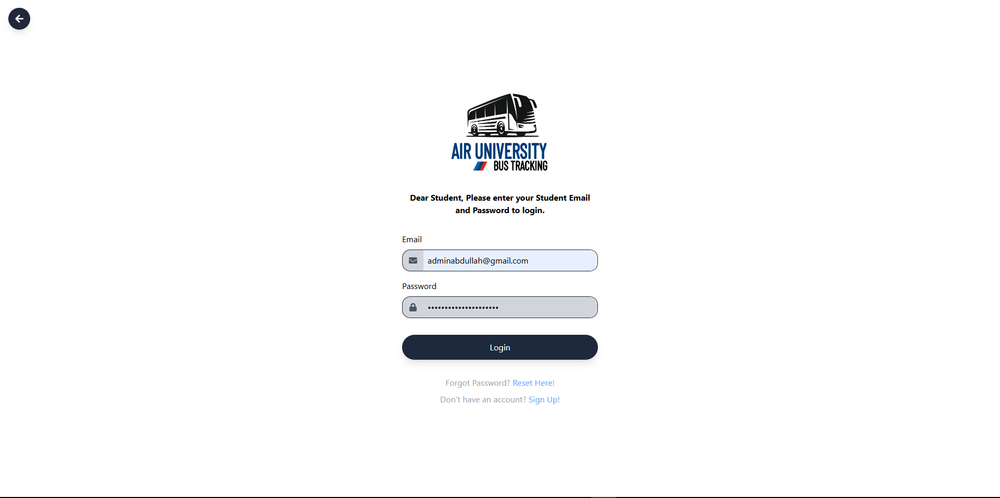 AIR UNIVERSITY
BUS TRACKING
Dear Student, Please enter your Student Email
and Password to login.
Email
adminabdullah@gmail.com
Password
•••••••••••••••••••••
Login
Forgot Password? Reset Here!
Don't have an account? Sign Up!